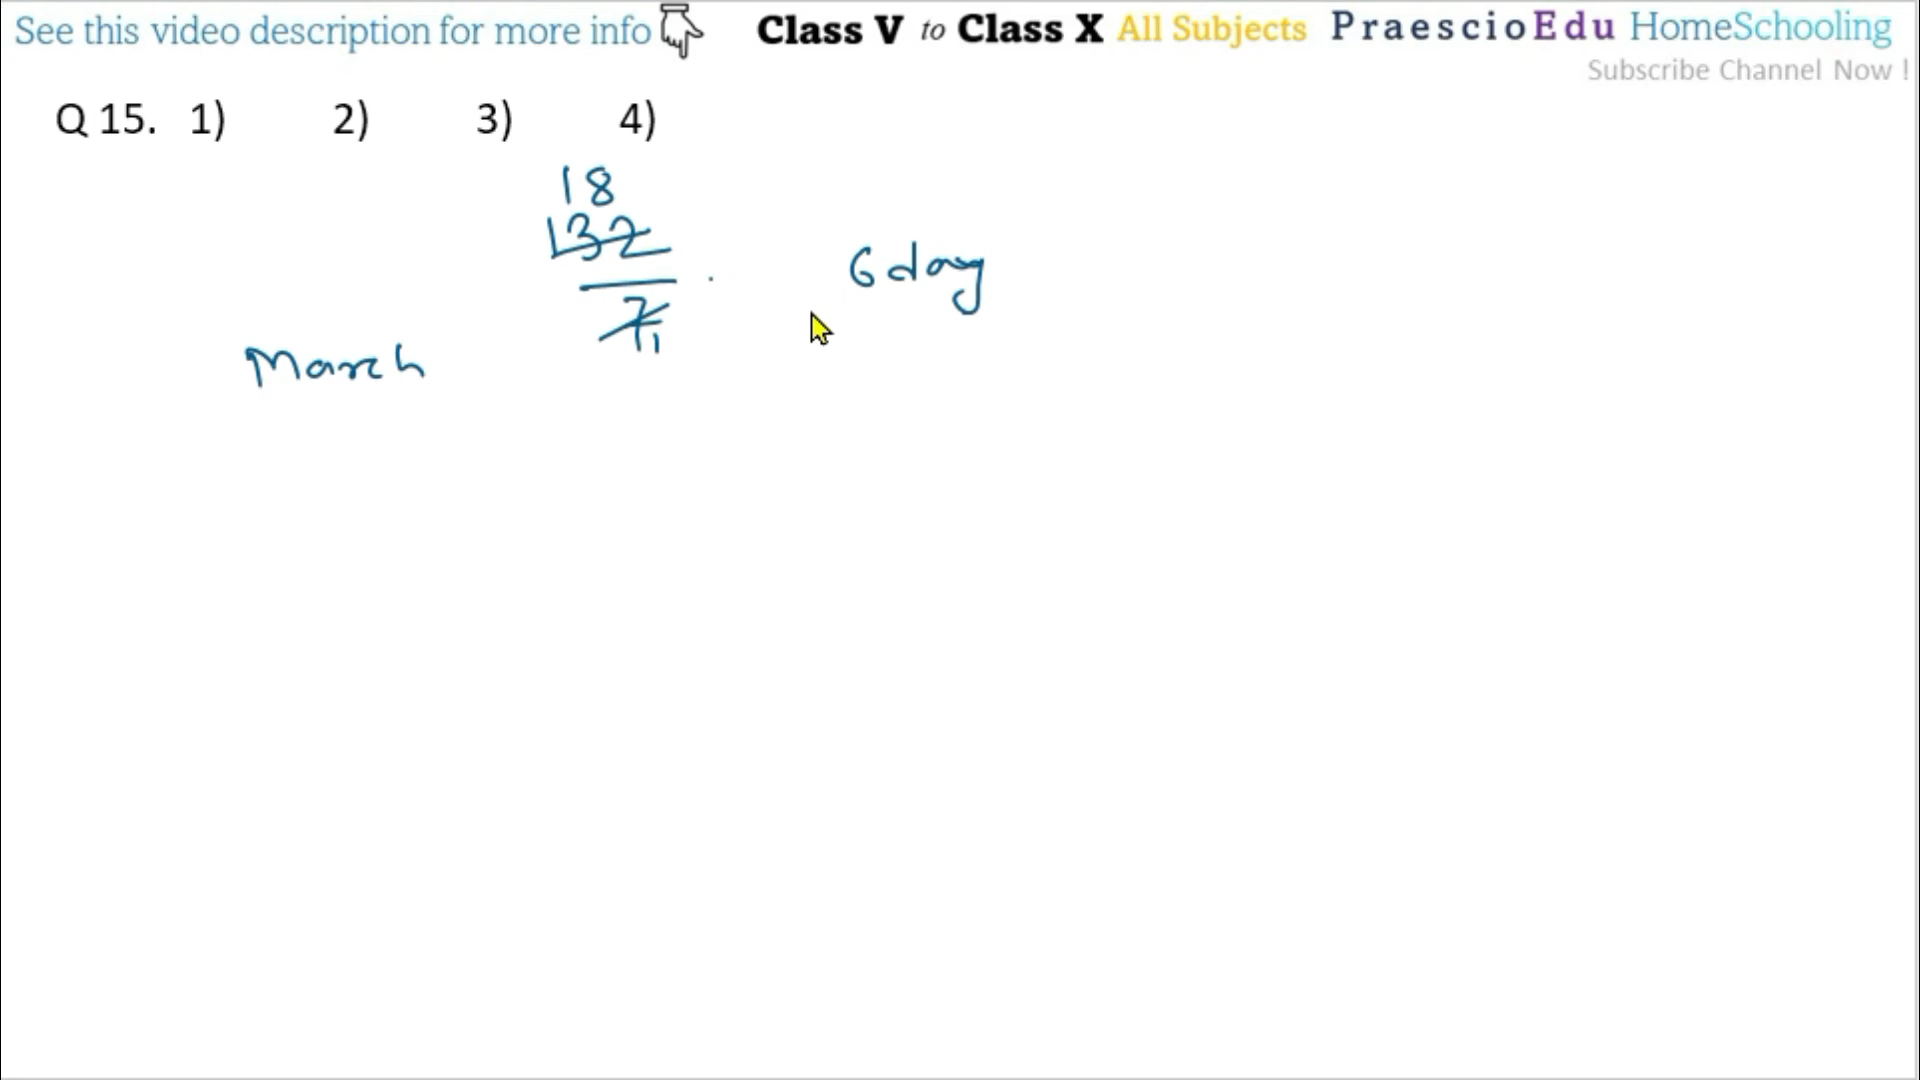 See this video description for more info Class V to Class X All Subjects PraescioEdu HomeSchooling
Subscribe Channel Now !
Q 15. 1) 2) 3) 4)
18
132
6 day
7
1
March